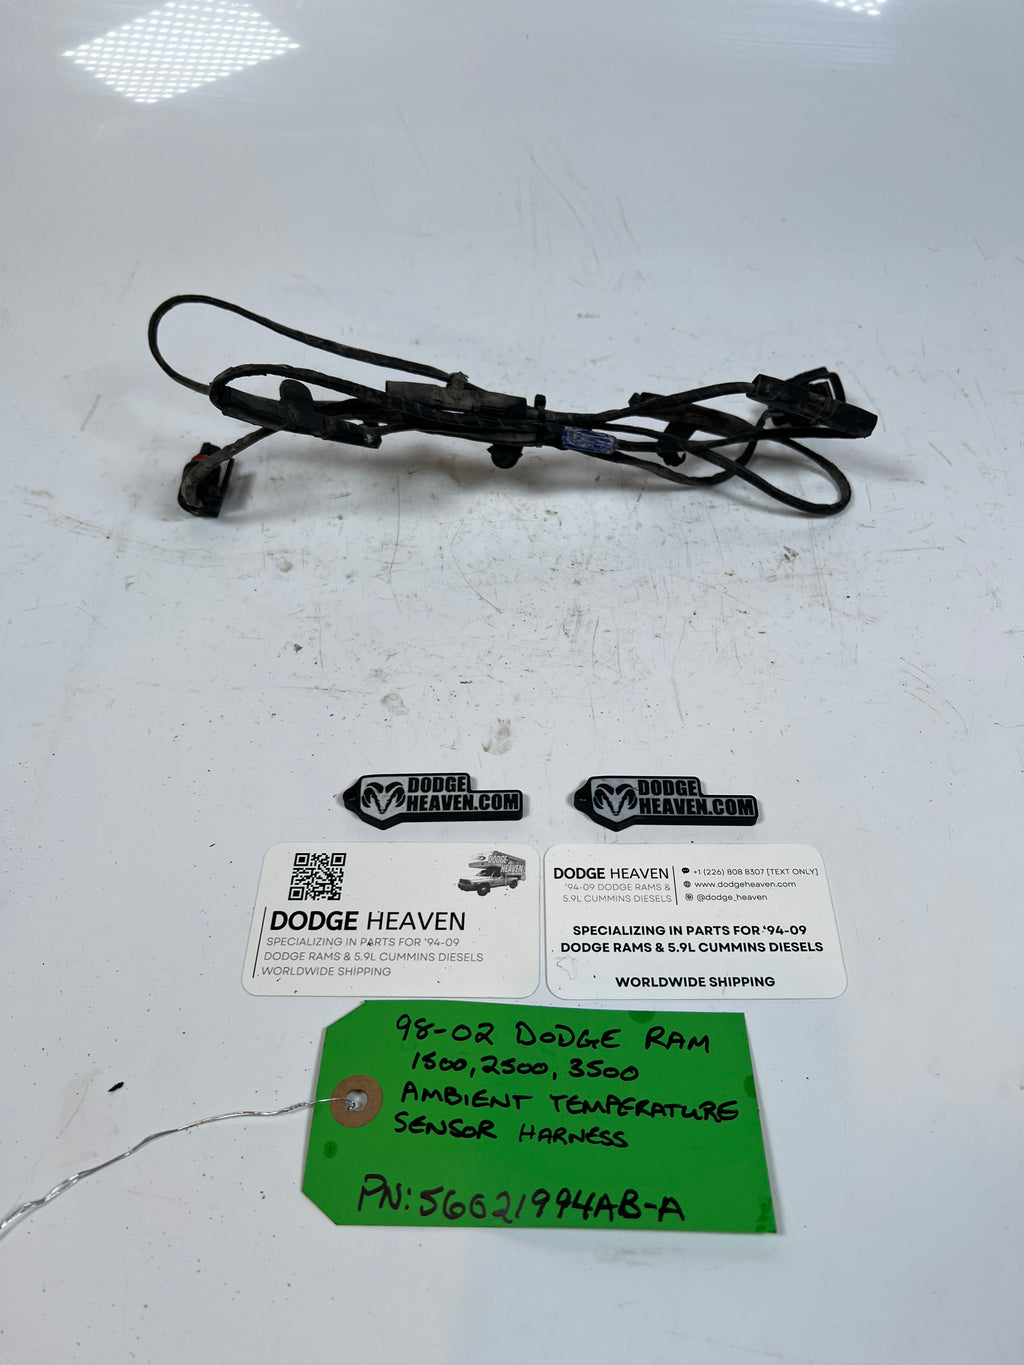 DODGE
HEAVEN.COM
DODGE
HEAVEN.COM
DODGE
HEAVEN
DODGE HEAVEN
SPECIALIZING IN PARTS FOR '94-09
DODGE RAMS & 5.9L CUMMINS DIESELS
WORLDWIDE SHIPPING
DODGE HEAVEN
'94-09 DODGE RAMS &
5.9L CUMMINS DIESELS
+1 (226) 808 8307 [TEXT ONLY]
www.dodgeheaven.com
@dodge_heaven
SPECIALIZING IN PARTS FOR '94-09
DODGE RAMS & 5.9L CUMMINS DIESELS
WORLDWIDE SHIPPING
98-02 DODGE RAM
1500, 2500, 3500
AMBIENT TEMPERATURE
SENSOR HARNESS
PN: 56021994AB-A